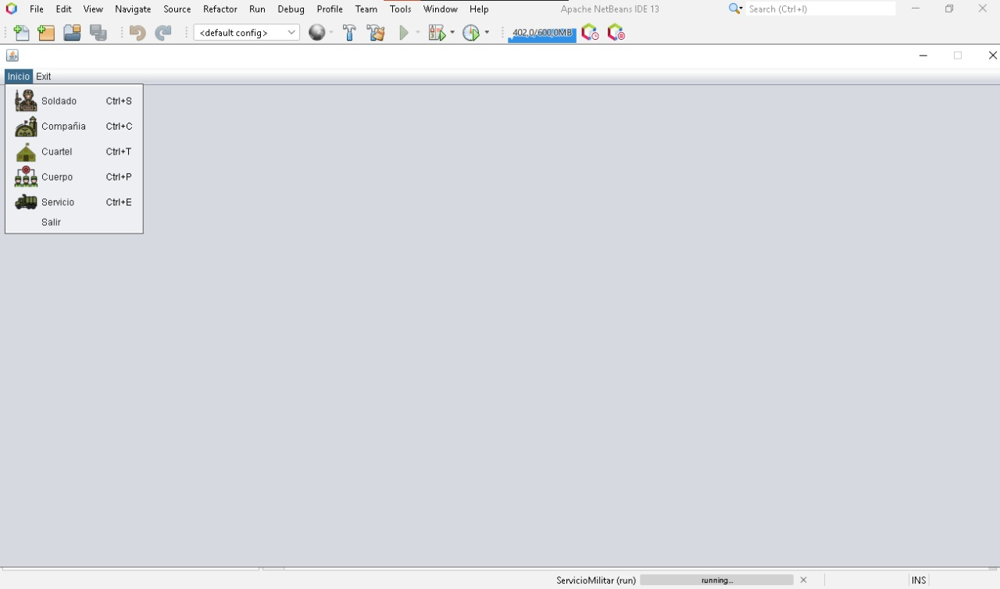 File Edit View Navigate Source Refactor Run Debug Profile Team Tools Window Help Apache NetBeans IDE 13 Search (Ctrl+I)
<default config> 402,0/600,0MB
Inicio Exit
Soldado Ctrl+S
Compañia Ctrl+C
Cuartel Ctrl+T
Cuerpo Ctrl+P
Servicio Ctrl+E
Salir
ServicioMilitar (run) running... INS